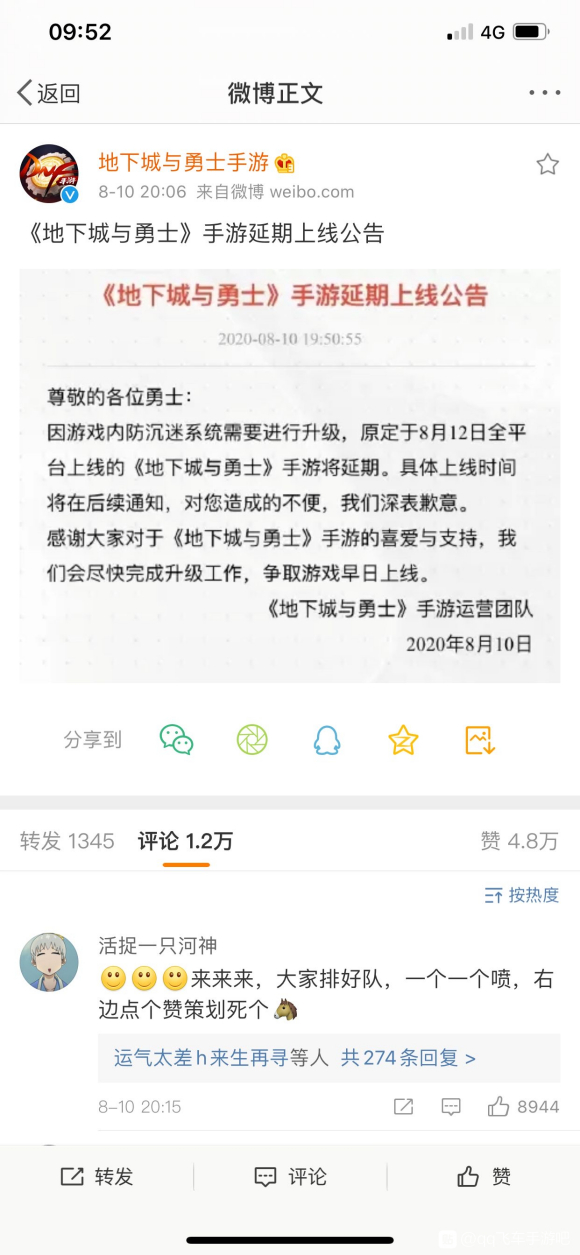 09:52
4G
返回
微博正文
DNF
手游
地下城与勇士手游
8-10 20:06 来自微博 weibo.com
《地下城与勇士》手游延期上线公告
《地下城与勇士》手游延期上线公告
2020-08-10 19:50:55
尊敬的各位勇士：
因游戏内防沉迷系统需要进行升级，原定于8月12日全平
台上线的《地下城与勇士》手游将延期。具体上线时间
将在后续通知，对您造成的不便，我们深表歉意。
感谢大家对于《地下城与勇士》手游的喜爱与支持，我
们会尽快完成升级工作，争取游戏早日上线。
《地下城与勇士》手游运营团队
2020年8月10日
分享到
转发 1345 评论 1.2万 赞 4.8万
按热度
活捉一只河神
来来来，大家排好队，一个一个喷，右
边点个赞策划死个🐴
运气太差h来生再寻等人 共274条回复 >
8-10 20:15
8944
转发 评论 赞